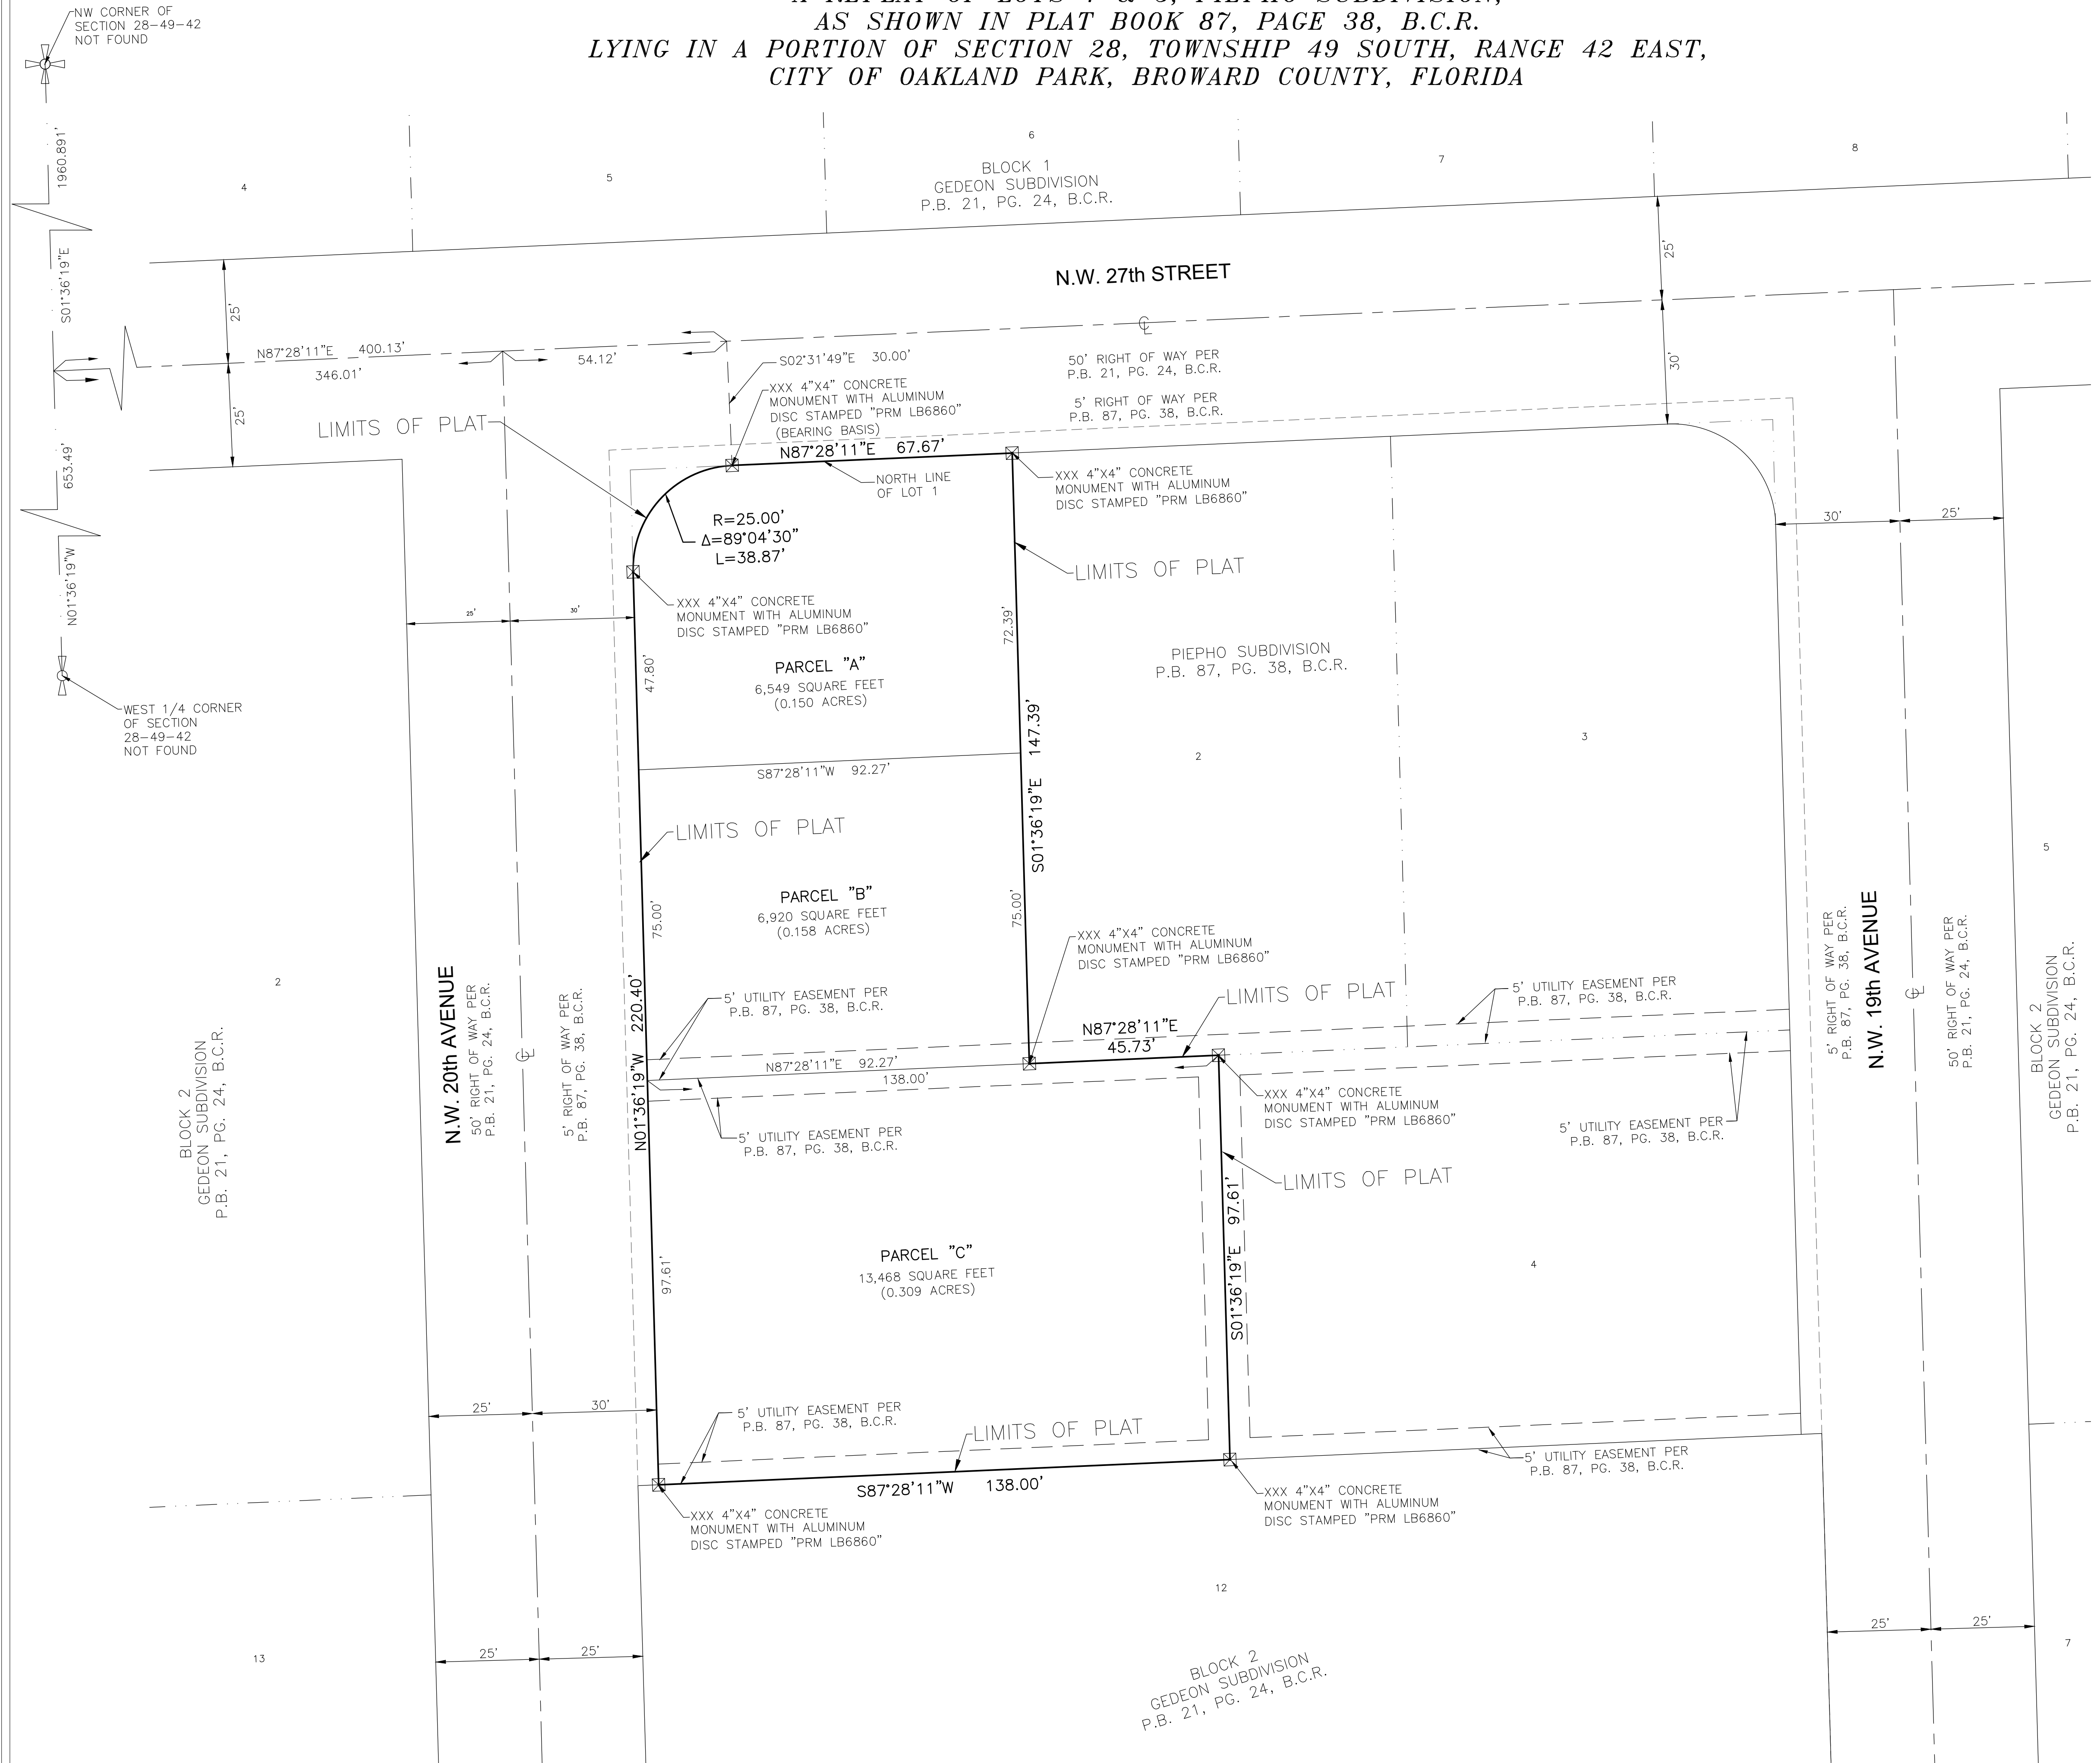 AS SHOWN IN PLAT BOOK 87, PAGE 38, B.C.R.
LYING IN A PORTION OF SECTION 28, TOWNSHIP 49 SOUTH, RANGE 42 EAST,
CITY OF OAKLAND PARK, BROWARD COUNTY, FLORIDA
NW CORNER OF
SECTION 28-49-42
NOT FOUND
1960.891'
S01°36'19"E
653.49'
N01°36'19"W
WEST 1/4 CORNER
OF SECTION
28-49-42
NOT FOUND
4
5
6
BLOCK 1
GEDEON SUBDIVISION
P.B. 21, PG. 24, B.C.R.
7
8
N.W. 27th STREET
25'
25'
N87°28'11"E 400.13'
346.01'
54.12'
25'
30'
S02°31'49"E 30.00'
XXX 4"X4" CONCRETE
MONUMENT WITH ALUMINUM
DISC STAMPED "PRM LB6860"
(BEARING BASIS)
50' RIGHT OF WAY PER
P.B. 21, PG. 24, B.C.R.
5' RIGHT OF WAY PER
P.B. 87, PG. 38, B.C.R.
LIMITS OF PLAT
N87°28'11"E 67.67'
NORTH LINE
OF LOT 1
XXX 4"X4" CONCRETE
MONUMENT WITH ALUMINUM
DISC STAMPED "PRM LB6860"
R=25.00'
Δ=89°04'30"
L=38.87'
30'
25'
LIMITS OF PLAT
25'
30'
XXX 4"X4" CONCRETE
MONUMENT WITH ALUMINUM
DISC STAMPED "PRM LB6860"
47.80'
72.39'
PARCEL "A"
6,549 SQUARE FEET
(0.150 ACRES)
PIEPHO SUBDIVISION
P.B. 87, PG. 38, B.C.R.
S01°36'19"E 147.39'
2
3
S87°28'11"W 92.27'
LIMITS OF PLAT
5
PARCEL "B"
6,920 SQUARE FEET
(0.158 ACRES)
75.00'
75.00'
XXX 4"X4" CONCRETE
MONUMENT WITH ALUMINUM
DISC STAMPED "PRM LB6860"
2
BLOCK 2
GEDEON SUBDIVISION
P.B. 21, PG. 24, B.C.R.
N.W. 20th AVENUE
50' RIGHT OF WAY PER
P.B. 21, PG. 24, B.C.R.
5' RIGHT OF WAY PER
P.B. 87, PG. 38, B.C.R.
N01°36'19"W 220.40'
5' UTILITY EASEMENT PER
P.B. 87, PG. 38, B.C.R.
LIMITS OF PLAT
5' UTILITY EASEMENT PER
P.B. 87, PG. 38, B.C.R.
N87°28'11"E
45.73'
N87°28'11"E 92.27'
138.00'
5' UTILITY EASEMENT PER
P.B. 87, PG. 38, B.C.R.
XXX 4"X4" CONCRETE
MONUMENT WITH ALUMINUM
DISC STAMPED "PRM LB6860"
5' UTILITY EASEMENT PER
P.B. 87, PG. 38, B.C.R.
5' RIGHT OF WAY PER
P.B. 87, PG. 38, B.C.R.
N.W. 19th AVENUE
50' RIGHT OF WAY PER
P.B. 21, PG. 24, B.C.R.
BLOCK 2
GEDEON SUBDIVISION
P.B. 21, PG. 24, B.C.R.
LIMITS OF PLAT
S01°36'19"E 97.61'
97.61'
PARCEL "C"
13,468 SQUARE FEET
(0.309 ACRES)
4
25'
30'
5' UTILITY EASEMENT PER
P.B. 87, PG. 38, B.C.R.
LIMITS OF PLAT
S87°28'11"W 138.00'
5' UTILITY EASEMENT PER
P.B. 87, PG. 38, B.C.R.
XXX 4"X4" CONCRETE
MONUMENT WITH ALUMINUM
DISC STAMPED "PRM LB6860"
XXX 4"X4" CONCRETE
MONUMENT WITH ALUMINUM
DISC STAMPED "PRM LB6860"
12
13
25'
25'
25'
25'
7
BLOCK 2
GEDEON SUBDIVISION
P.B. 21, PG. 24, B.C.R.